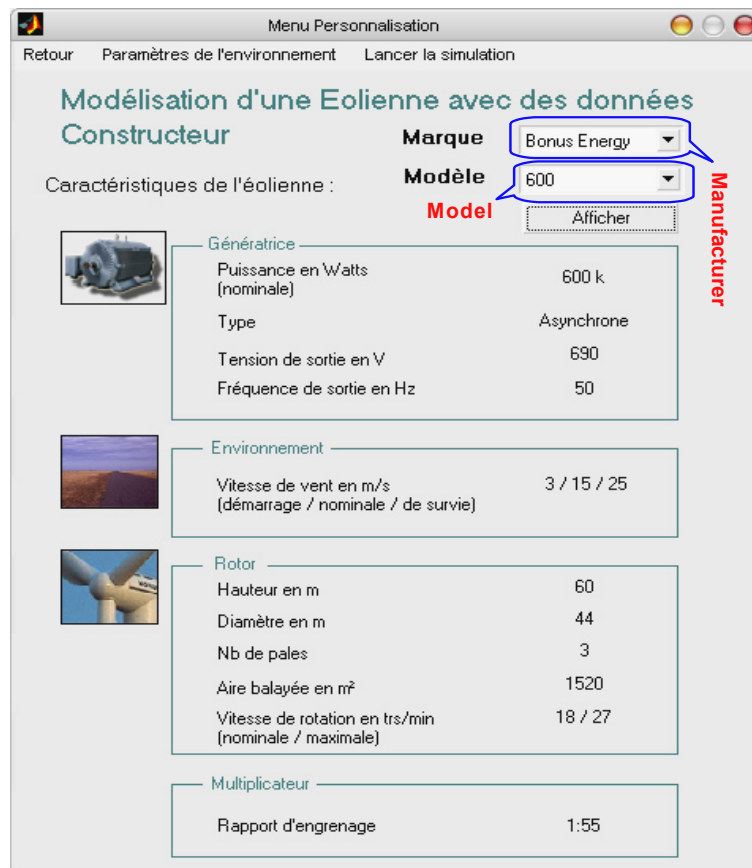 Menu Personnalisation
Retour Paramètres de l'environnement Lancer la simulation
Modélisation d'une Eolienne avec des données
Constructeur
Marque Bonus Energy
Caractéristiques de l'éolienne :
Modèle 600
Model
Manufacturer
Afficher
Génératrice
Puissance en Watts
(nominale)
600 k
Type Asynchrone
Tension de sortie en V 690
Fréquence de sortie en Hz 50
Environnement
Vitesse de vent en m/s
(démarrage / nominale / de survie)
3 / 15 / 25
Rotor
Hauteur en m 60
Diamètre en m 44
Nb de pales 3
Aire balayée en m² 1520
Vitesse de rotation en trs/min
(nominale / maximale)
18 / 27
Multiplicateur
Rapport d'engrenage 1:55